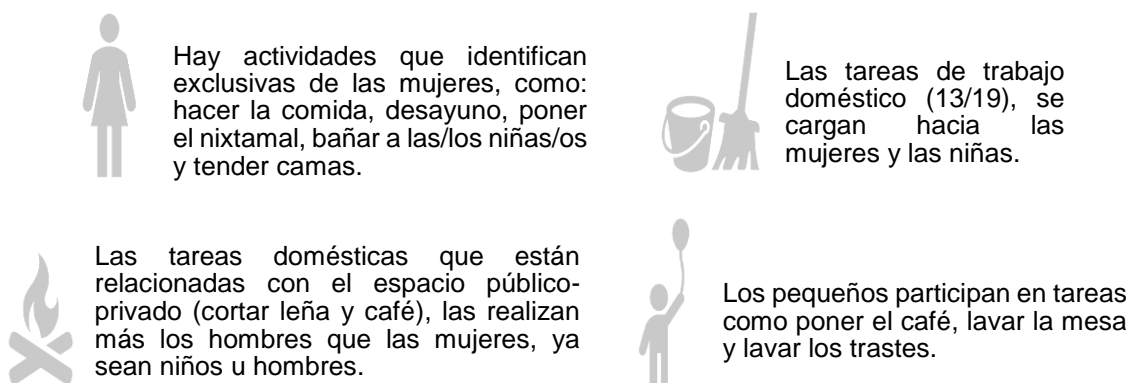 Hay actividades que identifican
exclusivas de las mujeres, como:
hacer la comida, desayuno, poner
el nixtamal, bañar a las/los niñas/os
y tender camas.
Las tareas de trabajo
doméstico (13/19), se
cargan hacia las
mujeres y las niñas.
Las tareas domésticas que están
relacionadas con el espacio público-
privado (cortar leña y café), las realizan
más los hombres que las mujeres, ya
sean niños u hombres.
Los pequeños participan en tareas
como poner el café, lavar la mesa
y lavar los trastes.